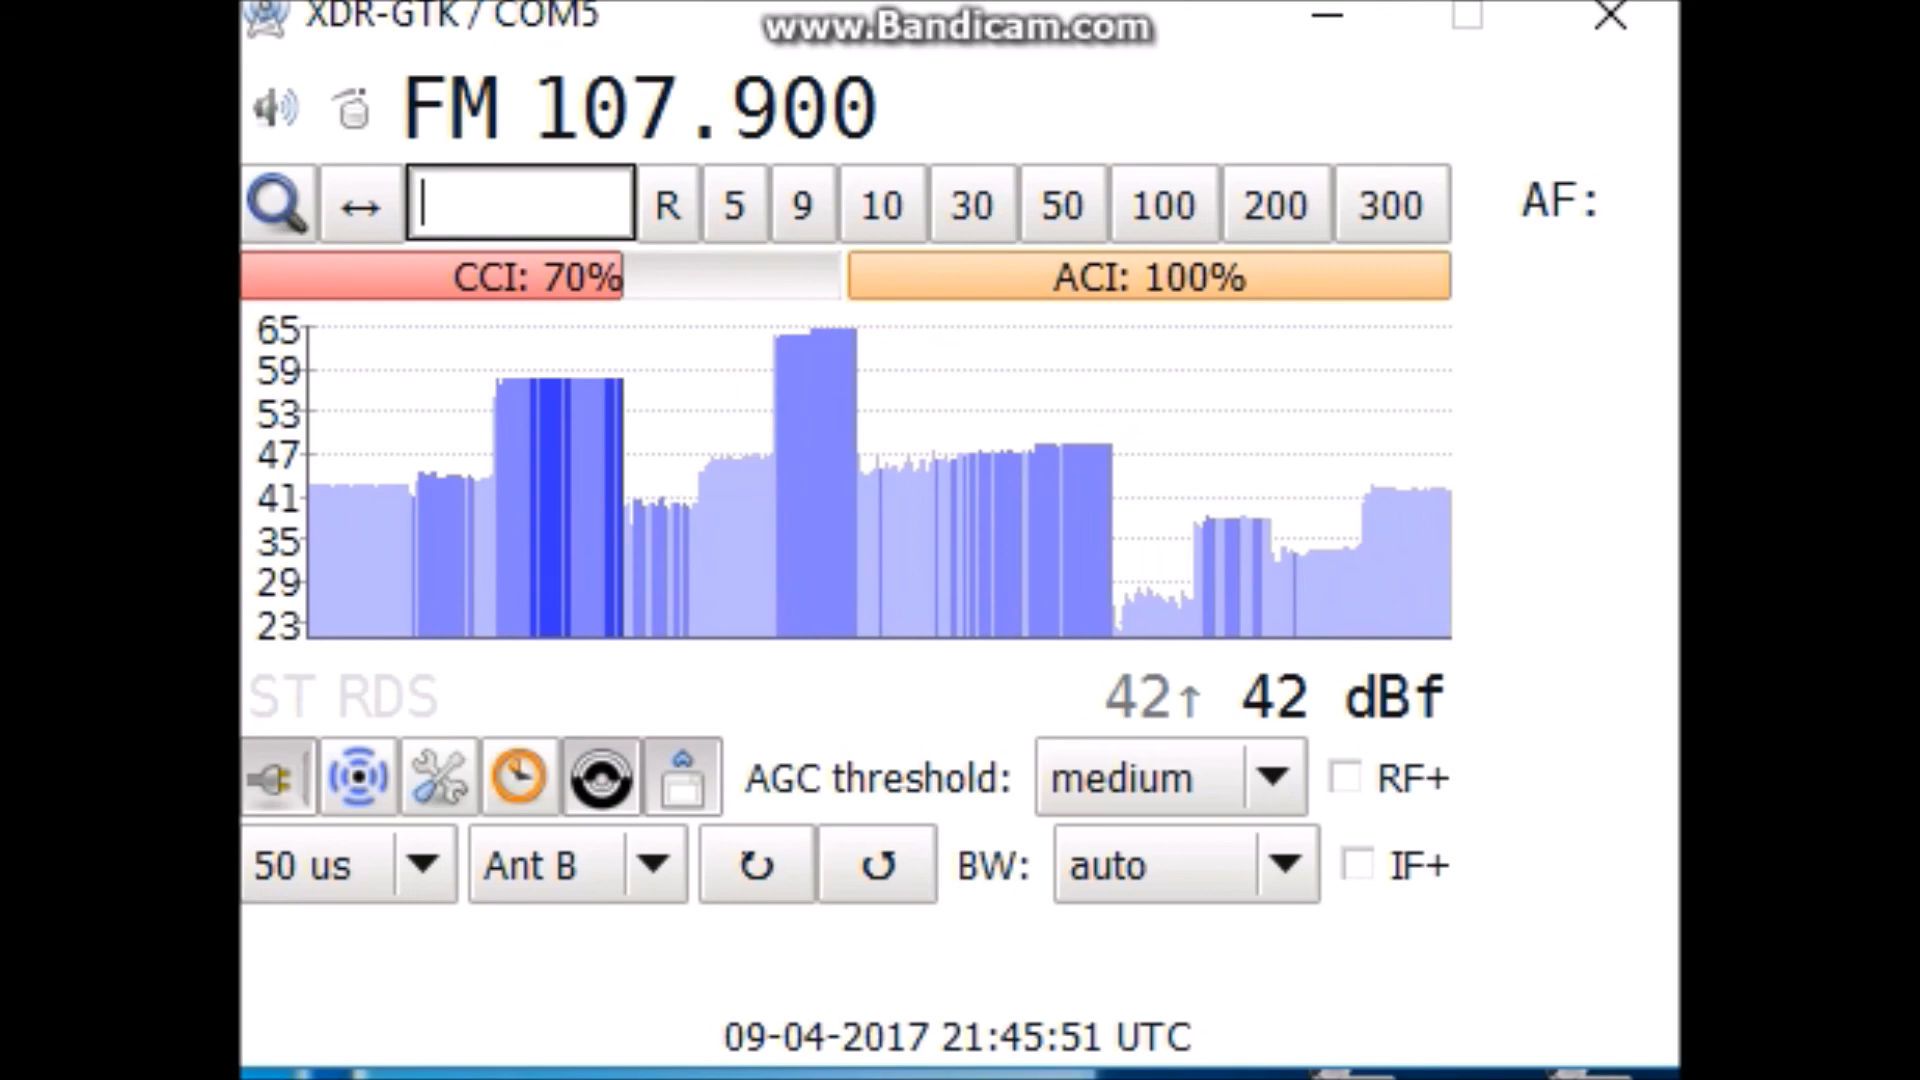 XDR-GTK / COM5
www.Bandicam.com
FM 107.900
R 5 9 10 30 50 100 200 300 AF:
CCI: 70% ACI: 100%
65
59
53
47
41
35
29
23
ST RDS 42↑ 42 dBf
AGC threshold: medium RF+
50 us Ant B ↻ ↺ BW: auto IF+
09-04-2017 21:45:51 UTC